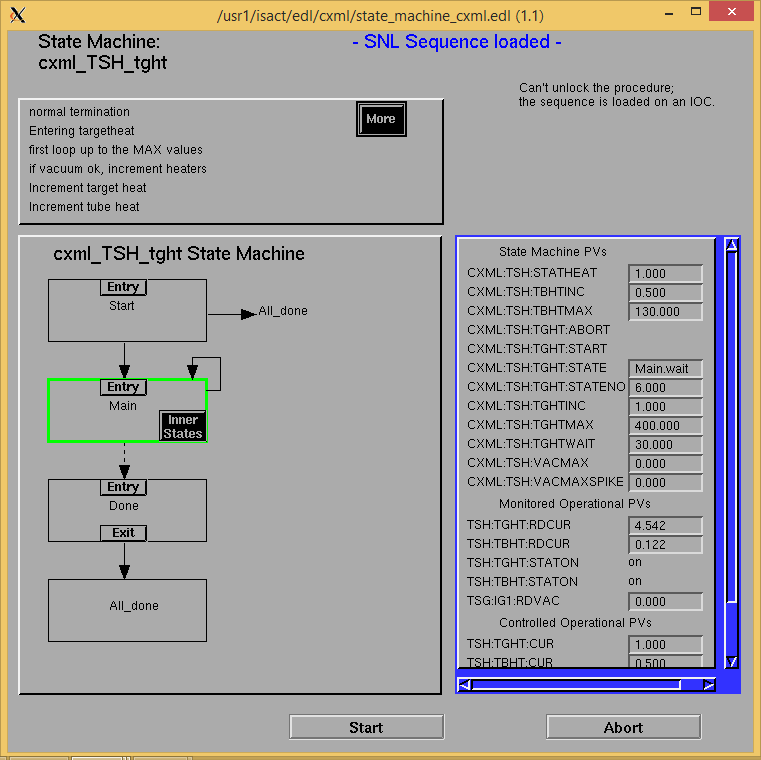 /usr1/isact/edl/cxml/state_machine_cxml.edl (1.1)
State Machine:
- SNL Sequence loaded -
cxml_TSH_tght
Can't unlock the procedure;
the sequence is loaded on an IOC.
normal termination
More
Entering targetheat
first loop up to the MAX values
if vacuum ok, increment heaters
Increment target heat
Increment tube heat
cxml_TSH_tght State Machine
Entry
Start
All_done
Entry
Main
Inner
States
Entry
Done
Exit
All_done
State Machine PVs
CXML:TSH:STATHEAT 1.000
CXML:TSH:TBHTINC 0.500
CXML:TSH:TBHTMAX 130.000
CXML:TSH:TGHT:ABORT
CXML:TSH:TGHT:START
CXML:TSH:TGHT:STATE Main.wait
CXML:TSH:TGHT:STATENO 6.000
CXML:TSH:TGHTINC 1.000
CXML:TSH:TGHTMAX 400.000
CXML:TSH:TGHTWAIT 30.000
CXML:TSH:VACMAX 0.000
CXML:TSH:VACMAXSPIKE 0.000
Monitored Operational PVs
TSH:TGHT:RDCUR 4.542
TSH:TBHT:RDCUR 0.122
TSH:TGHT:STATON on
TSH:TBHT:STATON on
TSG:IG1:RDVAC 0.000
Controlled Operational PVs
TSH:TGHT:CUR 1.000
TSH:TBHT:CUR 0.500
Start
Abort